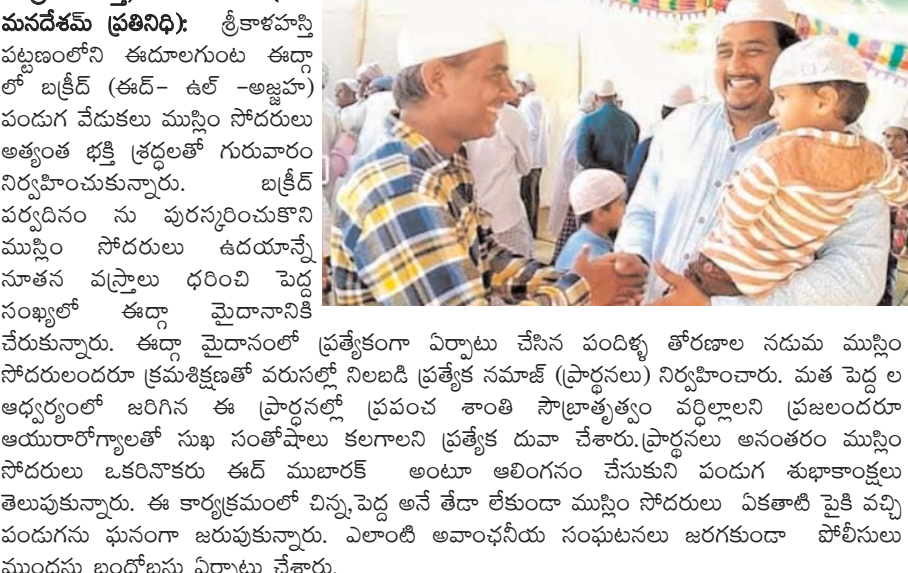 మనదేశమ్ ప్రతినిధి): శ్రీకాళహస్తి
పట్టణంలోని ఈదూలగుంట ఈద్గా
లో బక్రీద్ (ఈద్– ఉల్ –అజ్జహ)
పండుగ వేడుకలు ముస్లిం సోదరులు
అత్యంత భక్తి శ్రద్ధలతో గురువారం
నిర్వహించుకున్నారు. బక్రీద్
పర్వదినం ను పురస్కరించుకొని
ముస్లిం సోదరులు ఉదయాన్నే
నూతన వస్త్రాలు ధరించి పెద్ద
సంఖ్యలో ఈద్గా మైదానానికి
చేరుకున్నారు. ఈద్గా మైదానంలో ప్రత్యేకంగా ఏర్పాటు చేసిన పందిళ్ళ తోరణాల నడుమ ముస్లిం
సోదరులందరూ క్రమశిక్షణతో వరుసల్లో నిలబడి ప్రత్యేక నమాజ్ (ప్రార్థనలు) నిర్వహించారు. మత పెద్ద ల
ఆధ్వర్యంలో జరిగిన ఈ ప్రార్ధనల్లో ప్రపంచ శాంతి సౌభ్రాతృత్వం వర్ధిల్లాలని ప్రజలందరూ
ఆయురారోగ్యాలతో సుఖ సంతోషాలు కలగాలని ప్రత్యేక దువా చేశారు.ప్రార్థనలు అనంతరం ముస్లిం
సోదరులు ఒకరినొకరు ఈద్ ముబారక్ అంటూ ఆలింగనం చేసుకుని పండుగ శుభాకాంక్షలు
తెలుపుకున్నారు. ఈ కార్యక్రమంలో చిన్న,పెద్ద అనే తేడా లేకుండా ముస్లిం సోదరులు ఏకతాటి పైకి వచ్చి
పండుగను ఘనంగా జరుపుకున్నారు. ఎలాంటి అవాంఛనీయ సంఘటనలు జరగకుండా పోలీసులు
ముందస్తు బందోబస్తు ఏర్పాటు చేశారు.